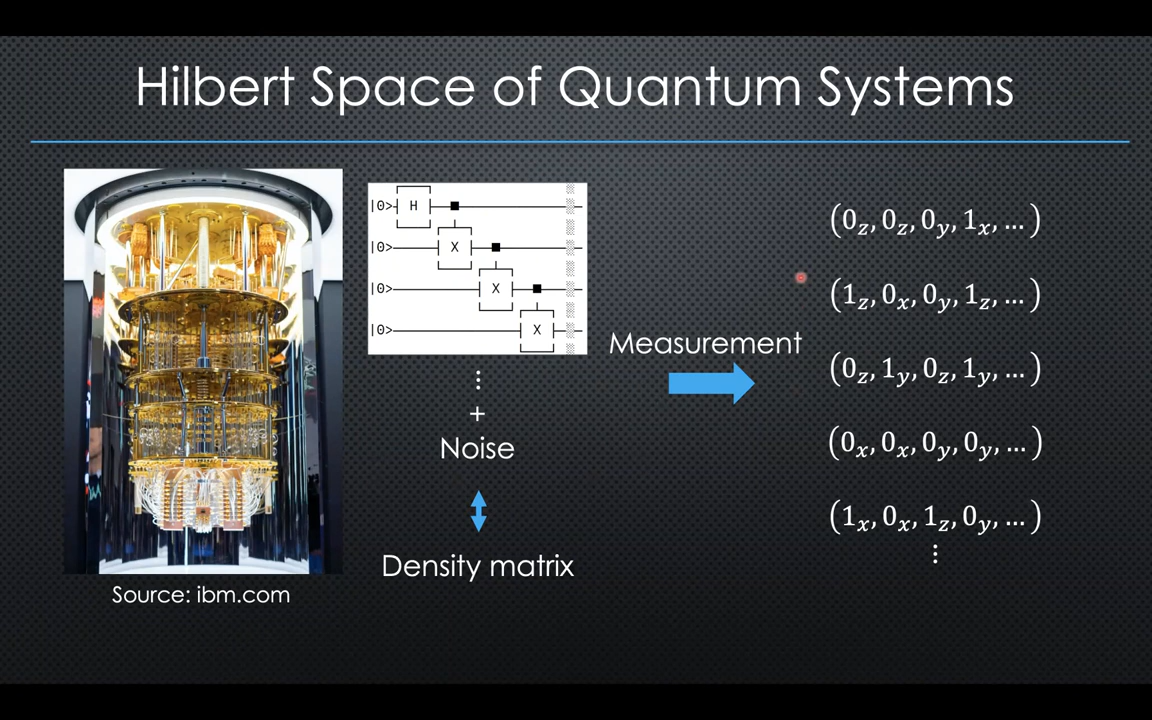 Hilbert Space of Quantum Systems
|0> H
|0> X
|0> X
|0> X
⋮
+
Noise
Density matrix
Source: ibm.com
Measurement
(0_z, 0_z, 0_y, 1_x, ...)
(1_z, 0_x, 0_y, 1_z, ...)
(0_z, 1_y, 0_z, 1_y, ...)
(0_x, 0_x, 0_y, 0_y, ...)
(1_x, 0_x, 1_z, 0_y, ...)
⋮